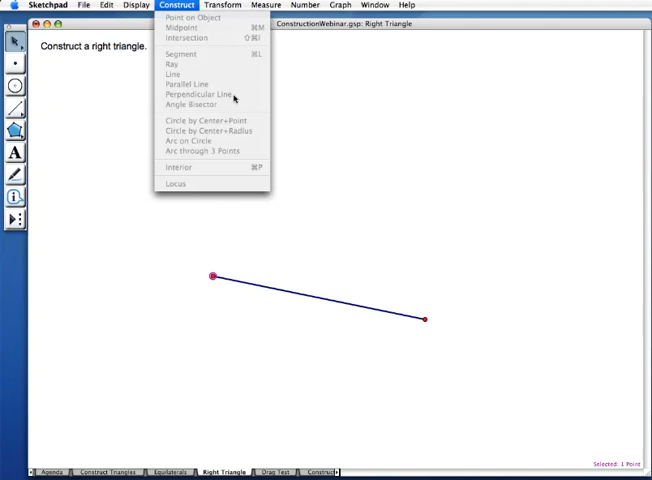 Sketchpad File Edit Display Construct Transform Measure Number Graph Window Help
ConstructionWebinar.gsp: Right Triangle
Construct a right triangle.
Point on Object
Midpoint ⌘M
Intersection ⇧⌘I
Segment ⌘L
Ray
Line
Parallel Line
Perpendicular Line
Angle Bisector
Circle by Center+Point
Circle by Center+Radius
Arc on Circle
Arc through 3 Points
Interior ⌘P
Locus
A
Selected: 1 Point
Agenda Construct Triangles Equilaterals Right Triangle Drag Test Construct